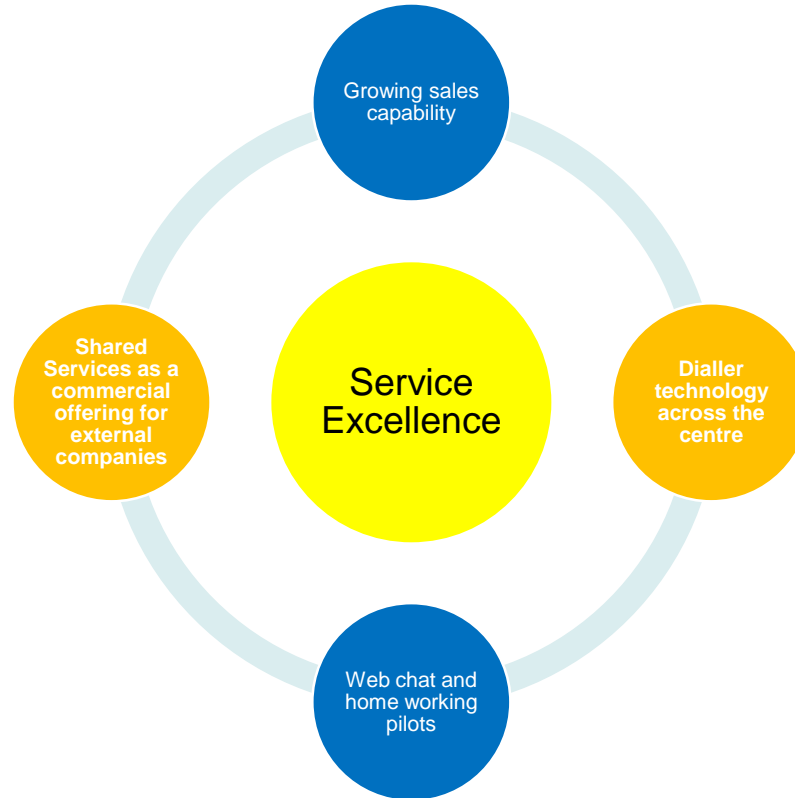 Growing sales
capability
Shared
Services as a
commercial
offering for
external
companies
Service
Excellence
Dialler
technology
across the
centre
Web chat and
home working
pilots